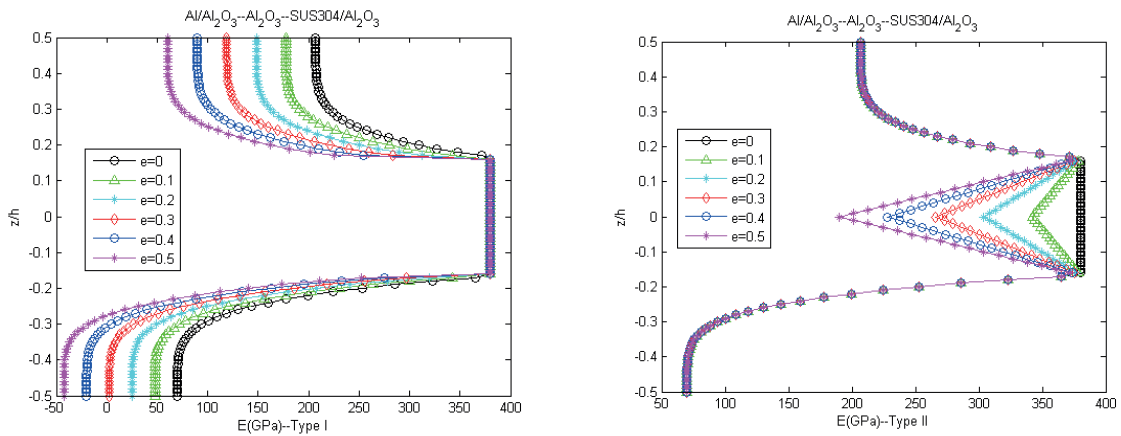 Al/Al₂O₃--Al₂O₃--SUS304/Al₂O₃
0.5
0.4
0.3
0.2
0.1
0
-0.1
-0.2
-0.3
-0.4
-0.5
z/h
e=0
e=0.1
e=0.2
e=0.3
e=0.4
e=0.5
-50
0
50
100
150
200
250
300
350
400
E(GPa)--Type I
Al/Al₂O₃--Al₂O₃--SUS304/Al₂O₃
0.5
0.4
0.3
0.2
0.1
0
-0.1
-0.2
-0.3
-0.4
-0.5
z/h
e=0
e=0.1
e=0.2
e=0.3
e=0.4
e=0.5
50
100
150
200
250
300
350
400
E(GPa)--Type II